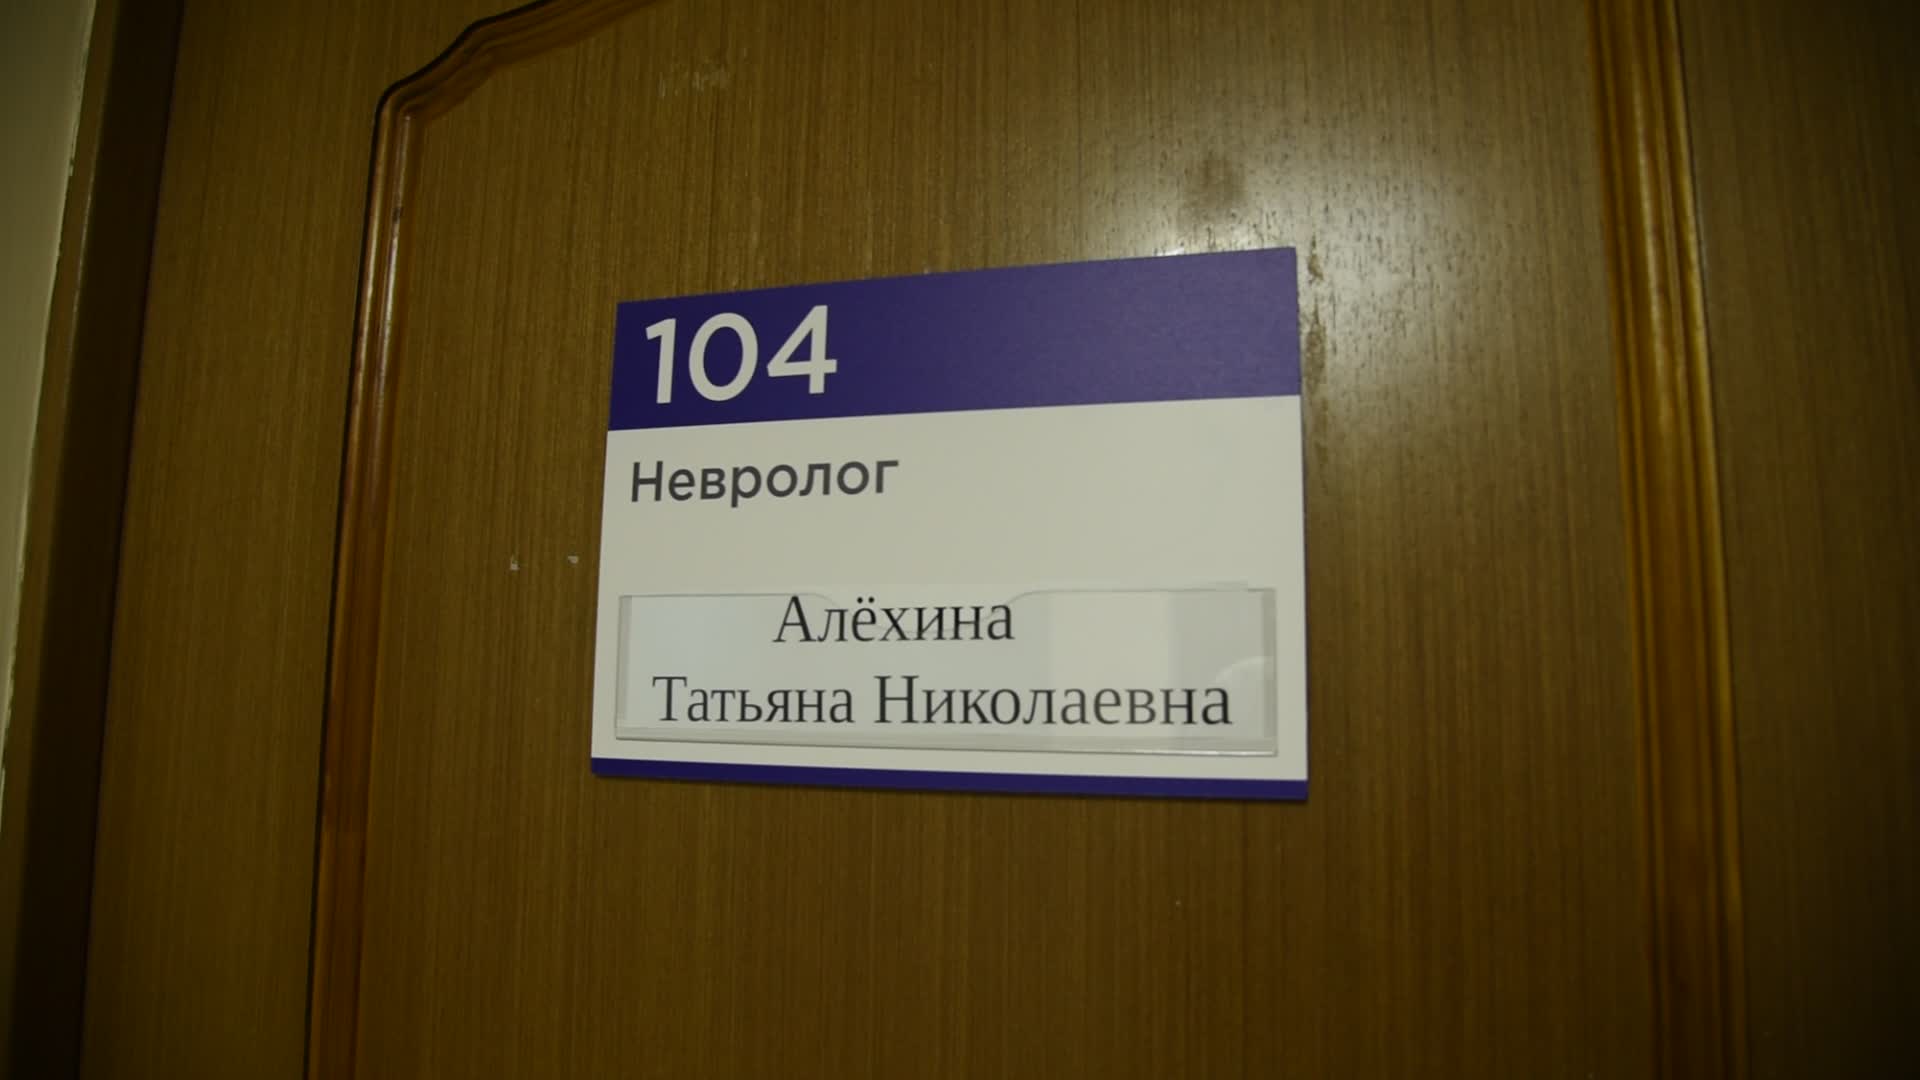 104
Невролог
Алёхина
Татьяна Николаевна